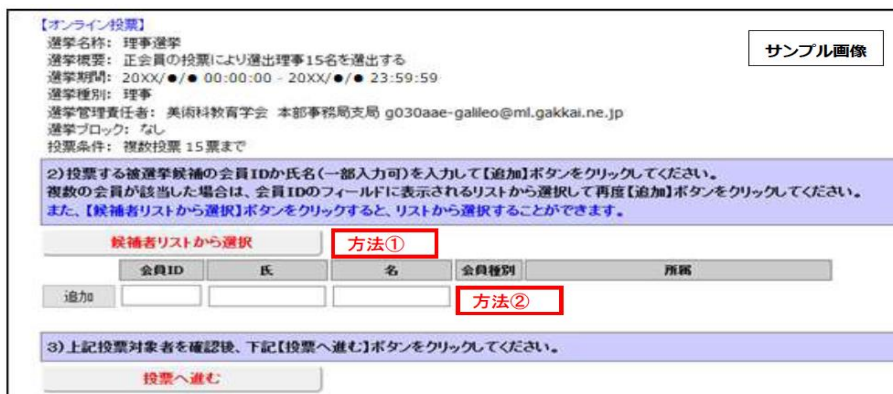 【オンライン投票】
選挙名称: 理事選挙
サンプル画像
選挙概要: 正会員の投票により選出理事15名を選出する
選挙期間: 20XX/●/● 00:00:00 - 20XX/●/● 23:59:59
選挙種別: 理事
選挙管理責任者: 美術科教育学会 本部事務局支局 g030aae-galileo@ml.gakkai.ne.jp
選挙ブロック: なし
投票条件: 複数投票 15票まで
2)投票する被選挙候補の会員IDか氏名(一部入力可)を入力して【追加】ボタンをクリックしてください。
複数の会員が該当した場合は、会員IDのフィールドに表示されるリストから選択して再度【追加】ボタンをクリックしてください。
また、【候補者リストから選択】ボタンをクリックすると、リストから選択することができます。
候補者リストから選択 方法①
会員ID 氏 名 会員種別 所属
追加 方法②
3)上記投票対象者を確認後、下記【投票へ進む】ボタンをクリックしてください。
投票へ進む